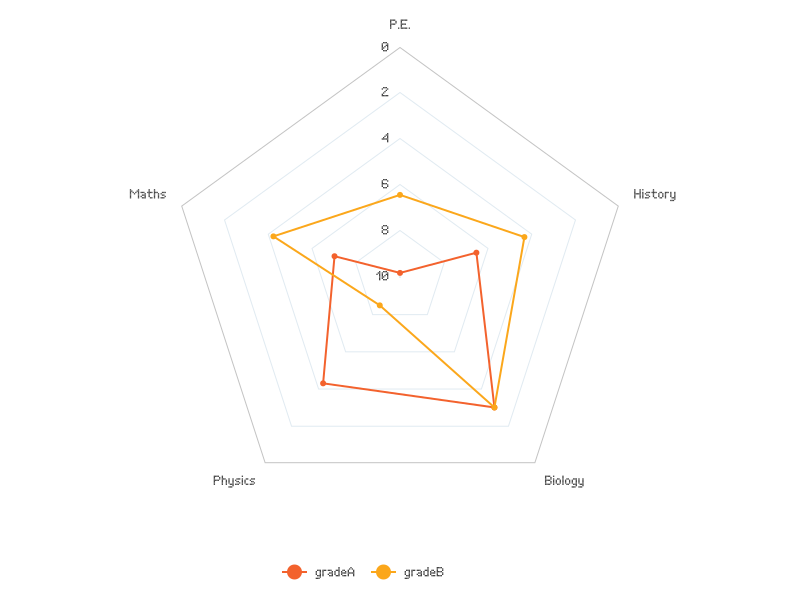 P.E.
0
2
4
6
8
10
Maths
History
Physics
Biology
gradeA
gradeB